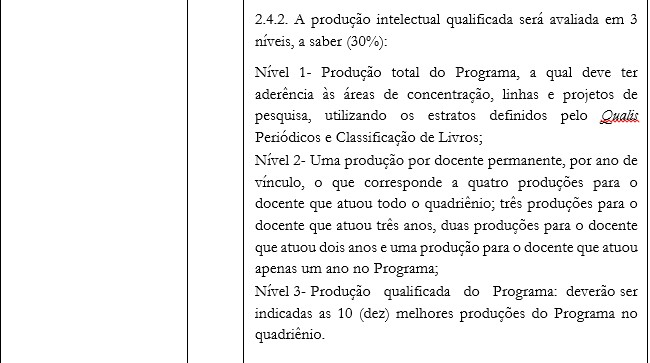 2.4.2. A produção intelectual qualificada será avaliada em 3
níveis, a saber (30%):
Nível 1- Produção total do Programa, a qual deve ter
aderência às áreas de concentração, linhas e projetos de
pesquisa, utilizando os estratos definidos pelo Qualis
Periódicos e Classificação de Livros;
Nível 2- Uma produção por docente permanente, por ano de
vínculo, o que corresponde a quatro produções para o
docente que atuou todo o quadriênio; três produções para o
docente que atuou três anos, duas produções para o docente
que atuou dois anos e uma produção para o docente que atuou
apenas um ano no Programa;
Nível 3- Produção qualificada do Programa: deverão ser
indicadas as 10 (dez) melhores produções do Programa no
quadriênio.